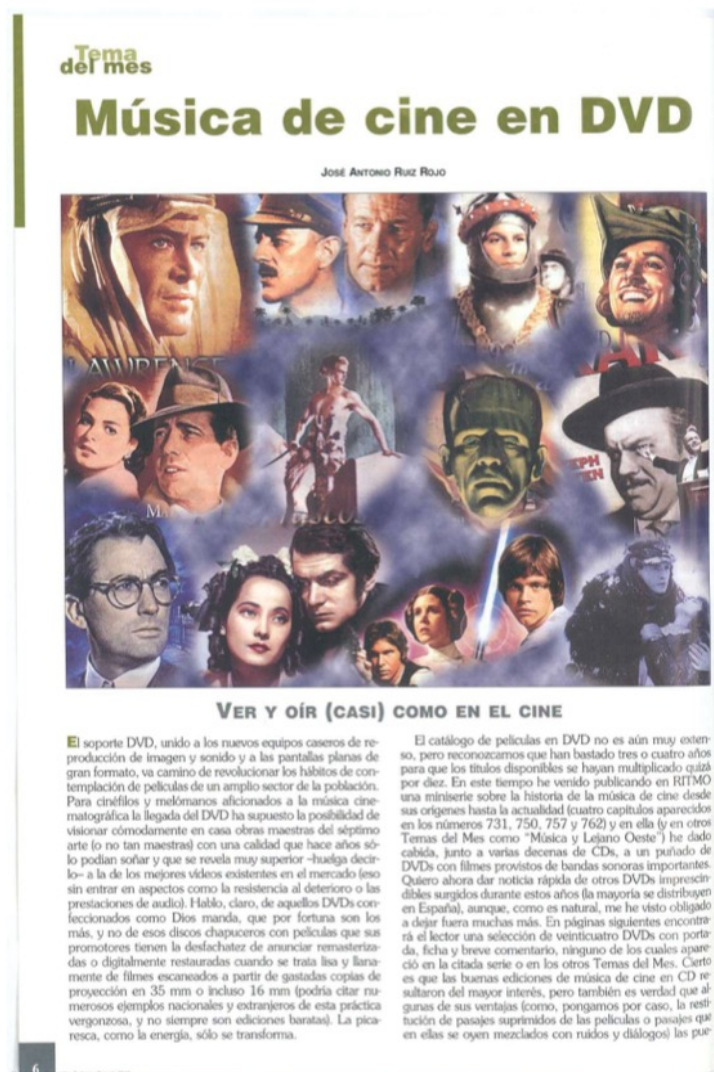 Tema
del mes
Música de cine en DVD
JOSÉ ANTONIO RUIZ ROJO
LAWRENCE
M
VER Y OÍR (CASI) COMO EN EL CINE
El soporte DVD, unido a los nuevos equipos caseros de re-
producción de imagen y sonido y a las pantallas planas de
gran formato, va camino de revolucionar los hábitos de con-
templación de películas de un amplio sector de la población.
Para cinéfilos y melómanos aficionados a la música cine-
matográfica la llegada del DVD ha supuesto la posibilidad de
visionar cómodamente en casa obras maestras del séptimo
arte (o no tan maestras) con una calidad que hace años só-
lo podían soñar y que se revela muy superior –huelga decir-
lo– a la de los mejores vídeos existentes en el mercado (eso
sin entrar en aspectos como la resistencia al deterioro o las
prestaciones de audio). Hablo, claro, de aquellos DVDs con-
feccionados como Dios manda, que por fortuna son los
más, y no de esos discos chapuceros con películas que sus
promotores tienen la desfachatez de anunciar remasteriza-
das o digitalmente restauradas cuando se trata lisa y llana-
mente de filmes escaneados a partir de gastadas copias de
proyección en 35 mm o incluso 16 mm (podría citar nu-
merosos ejemplos nacionales y extranjeros de esta práctica
vergonzosa, y no siempre son ediciones baratas). La pica-
resca, como la energía, sólo se transforma.
El catálogo de películas en DVD no es aún muy exten-
so, pero reconozcamos que han bastado tres o cuatro años
para que los títulos disponibles se hayan multiplicado quizá
por diez. En este tiempo he venido publicando en RITMO
una miniserie sobre la historia de la música de cine desde
sus orígenes hasta la actualidad (cuatro capítulos aparecidos
en los números 731, 750, 757 y 762) y en ella (y en otros
Temas del Mes como "Música y Lejano Oeste") he dado
cabida, junto a varias decenas de CDs, a un puñado de
DVDs con filmes provistos de bandas sonoras importantes.
Quiero ahora dar noticia rápida de otros DVDs imprescin-
dibles surgidos durante estos años (la mayoría se distribuyen
en España), aunque, como es natural, me he visto obligado
a dejar fuera muchas más. En páginas siguientes encontra-
rá el lector una selección de veinticuatro DVDs con porta-
da, ficha y breve comentario, ninguno de los cuales apare-
ció en la citada serie o en los otros Temas del Mes. Cierto
es que las buenas ediciones de música de cine en CD re-
sultaron del mayor interés, pero también es verdad que al-
gunas de sus ventajas (como, pongamos por caso, la resti-
tución de pasajes suprimidos de las películas o pasajes que
en ellas se oyen mezclados con ruidos y diálogos) las pue-
6